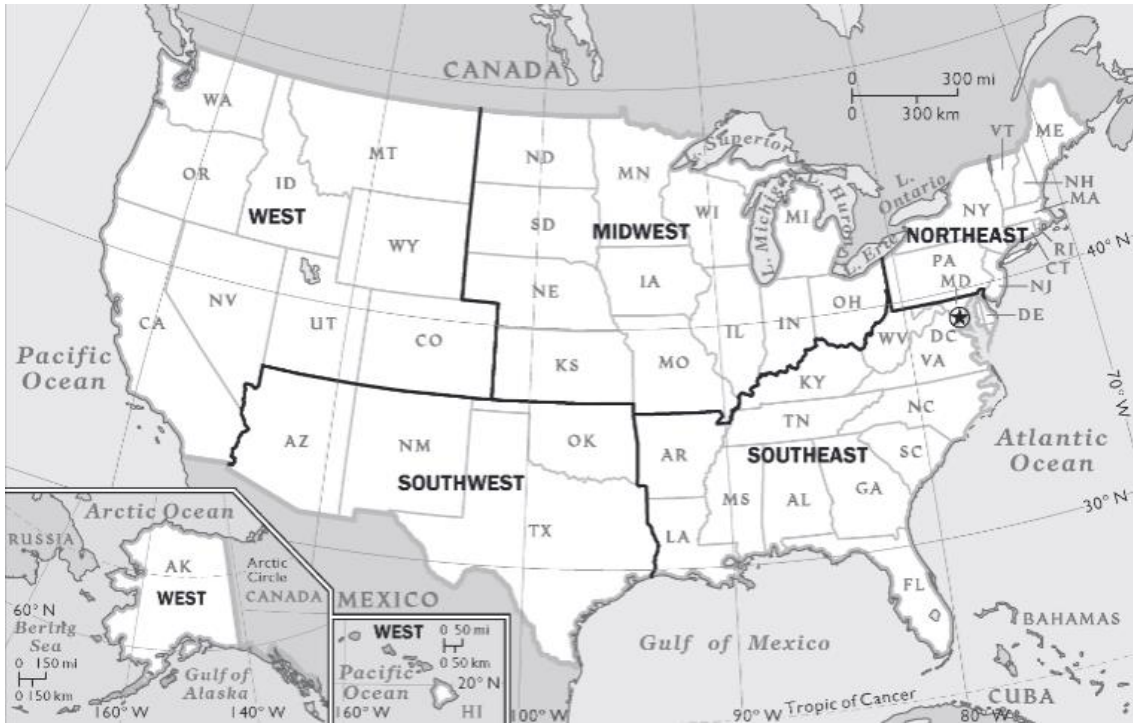 CANADA
0 300 mi
0 300 km
WA
MT
ND
MN
L. Superior
VT
ME
OR
ID
WEST
WY
SD
MIDWEST
WI
L. Michigan
MI
L. Huron
L. Ontario
NY
NH
MA
NORTHEAST
L. Erie
RI
CT
40° N
NV
UT
NE
IA
PA
MD
NJ
CA
CO
IL
IN
OH
DE
DC
Pacific
Ocean
KS
MO
WV
VA
KY
70° W
AZ
NM
OK
AR
TN
NC
SOUTHWEST
SOUTHEAST
SC
Atlantic
Ocean
TX
LA
MS
AL
GA
30° N
Arctic Ocean
RUSSIA
AK
WEST
Arctic
Circle
CANADA
60° N
Bering
Sea
0 150 mi
0 150 km
Gulf of
Alaska
160° W
140° W
MEXICO
WEST
0 50 mi
0 50 km
Pacific
Ocean
20° N
160° W
HI
100° W
FL
Gulf of Mexico
BAHAMAS
90° W
Tropic of Cancer
CUBA
80° W